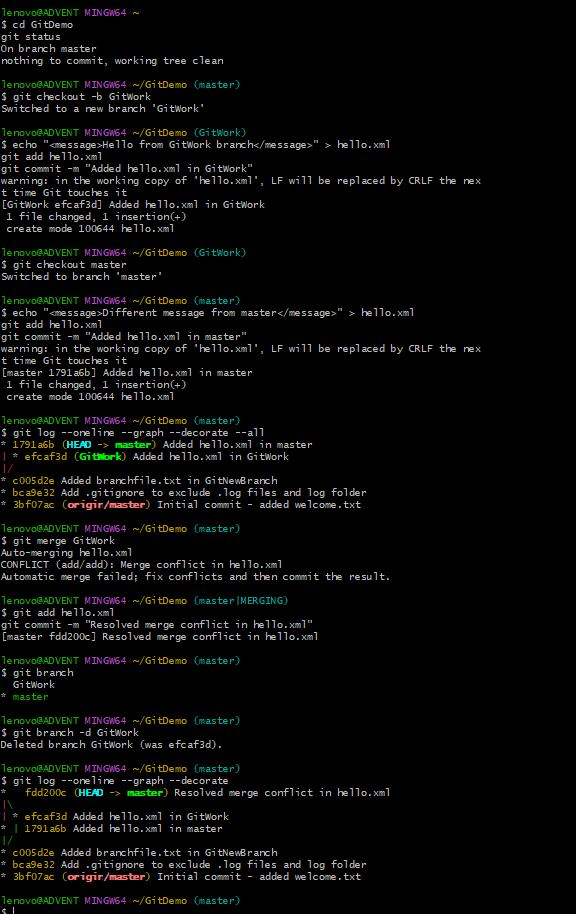 lenovo@ADVENT MINGW64 ~
$ cd GitDemo
git status
On branch master
nothing to commit, working tree clean

lenovo@ADVENT MINGW64 ~/GitDemo (master)
$ git checkout -b GitWork
Switched to a new branch 'GitWork'

lenovo@ADVENT MINGW64 ~/GitDemo (GitWork)
$ echo "<message>Hello from GitWork branch</message>" > hello.xml
git add hello.xml
git commit -m "Added hello.xml in GitWork"
warning: in the working copy of 'hello.xml', LF will be replaced by CRLF the nex
t time Git touches it
[GitWork efcaf3d] Added hello.xml in GitWork
 1 file changed, 1 insertion(+)
 create mode 100644 hello.xml

lenovo@ADVENT MINGW64 ~/GitDemo (GitWork)
$ git checkout master
Switched to branch 'master'

lenovo@ADVENT MINGW64 ~/GitDemo (master)
$ echo "<message>Different message from master</message>" > hello.xml
git add hello.xml
git commit -m "Added hello.xml in master"
warning: in the working copy of 'hello.xml', LF will be replaced by CRLF the nex
t time Git touches it
[master 1791a6b] Added hello.xml in master
 1 file changed, 1 insertion(+)
 create mode 100644 hello.xml

lenovo@ADVENT MINGW64 ~/GitDemo (master)
$ git log --oneline --graph --decorate --all
* 1791a6b (HEAD -> master) Added hello.xml in master
| * efcaf3d (GitWork) Added hello.xml in GitWork
|/
* c005d2e Added branchfile.txt in GitNewBranch
* bca9e32 Add .gitignore to exclude .log files and log folder
* 3bf07ac (origir/master) Initial commit - added welcome.txt

lenovo@ADVENT MINGW64 ~/GitDemo (master)
$ git merge GitWork
Auto-merging hello.xml
CONFLICT (add/add): Merge conflict in hello.xml
Automatic merge failed; fix conflicts and then commit the result.

lenovo@ADVENT MINGW64 ~/GitDemo (master|MERGING)
$ git add hello.xml
git commit -m "Resolved merge conflict in hello.xml"
[master fdd200c] Resolved merge conflict in hello.xml

lenovo@ADVENT MINGW64 ~/GitDemo (master)
$ git branch
  GitWork
* master

lenovo@ADVENT MINGW64 ~/GitDemo (master)
$ git branch -d GitWork
Deleted branch GitWork (was efcaf3d).

lenovo@ADVENT MINGW64 ~/GitDemo (master)
$ git log --oneline --graph --decorate
*   fdd200c (HEAD -> master) Resolved merge conflict in hello.xml
|\
| * efcaf3d Added hello.xml in GitWork
* | 1791a6b Added hello.xml in master
|/
* c005d2e Added branchfile.txt in GitNewBranch
* bca9e32 Add .gitignore to exclude .log files and log folder
* 3bf07ac (origir/master) Initial commit - added welcome.txt

lenovo@ADVENT MINGW64 ~/GitDemo (master)
$